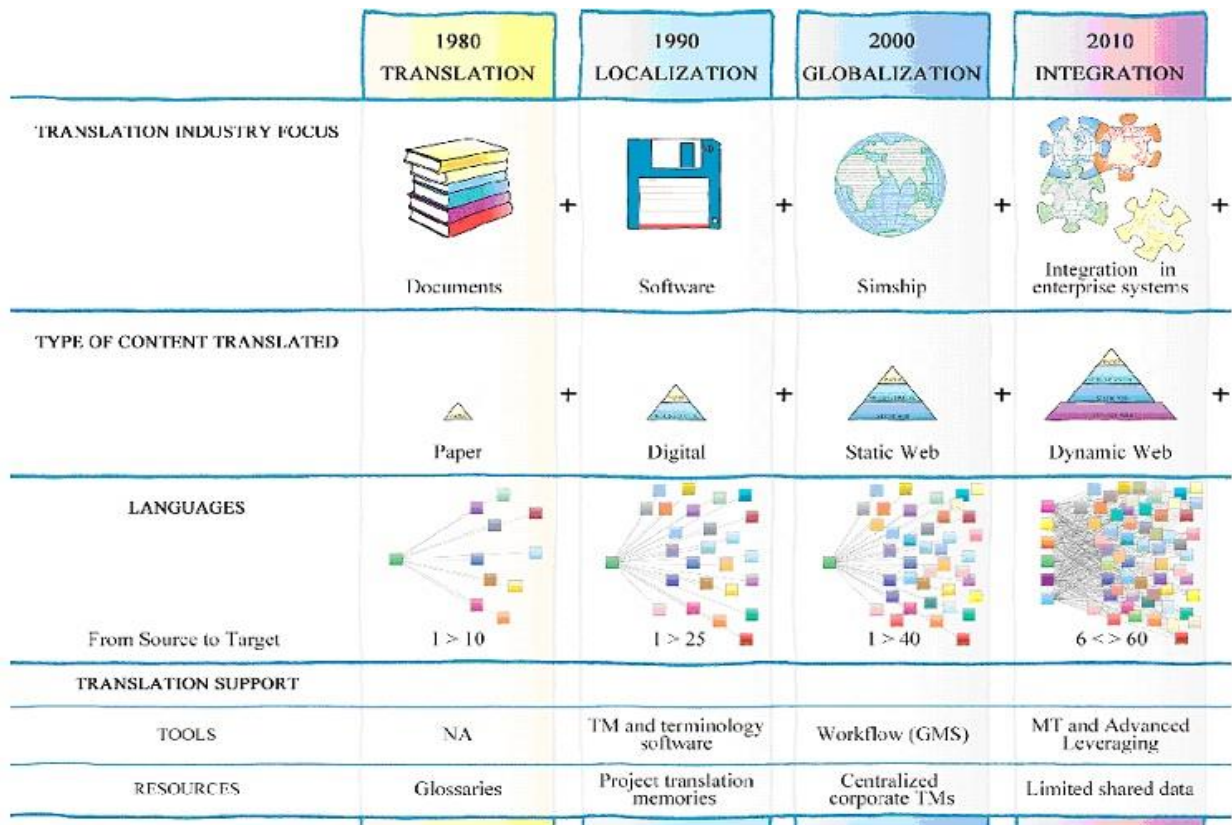 1980
TRANSLATION
1990
LOCALIZATION
2000
GLOBALIZATION
2010
INTEGRATION
TRANSLATION INDUSTRY FOCUS
+
+
+
+
Documents
Software
Simship
Integration in
enterprise systems
TYPE OF CONTENT TRANSLATED
+
+
+
+
Paper
Digital
Static Web
Dynamic Web
LANGUAGES
From Source to Target
1 > 10
1 > 25
1 > 40
6 < > 60
TRANSLATION SUPPORT
TOOLS
NA
TM and terminology
software
Workflow (GMS)
MT and Advanced
Leveraging
RESOURCES
Glossaries
Project translation
memories
Centralized
corporate TMs
Limited shared data